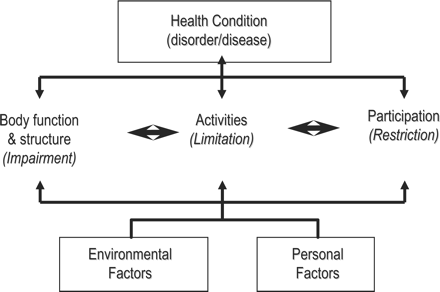 Health Condition
(disorder/disease)
Body function
& structure
(Impairment)
Activities
(Limitation)
Participation
(Restriction)
Environmental
Factors
Personal
Factors